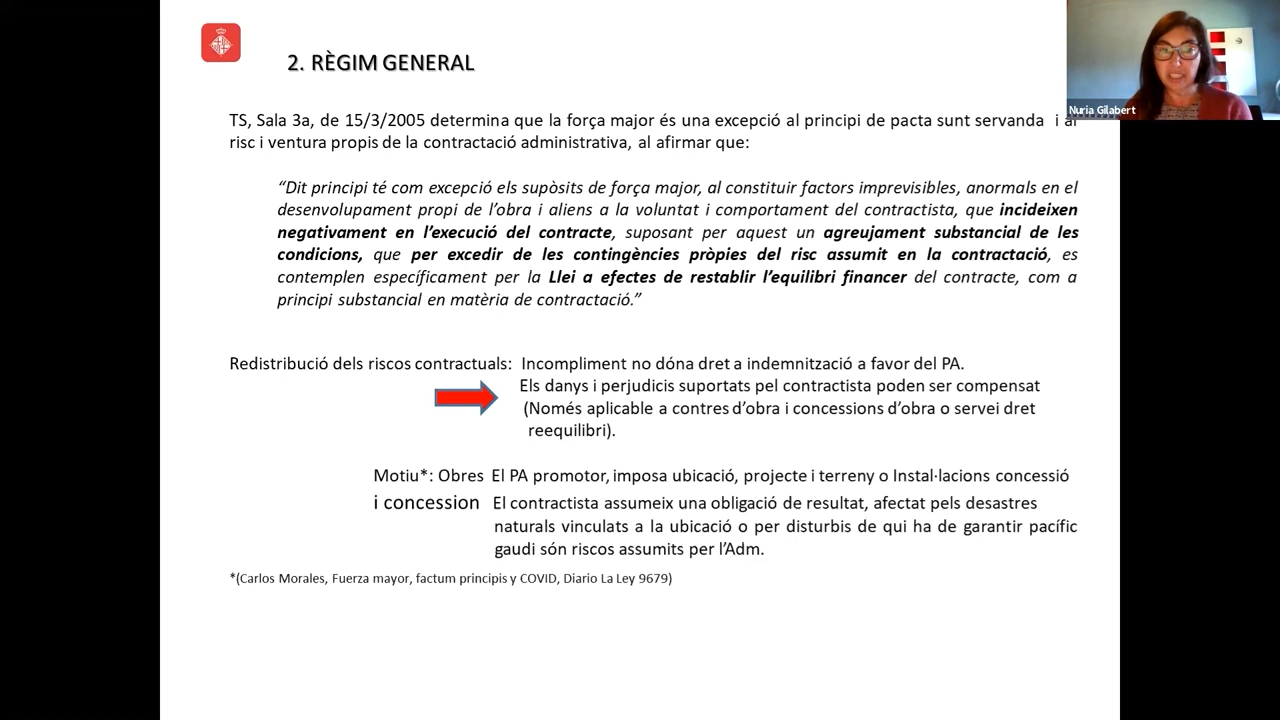 2. RÈGIM GENERAL
Nuria Gilabert
TS, Sala 3a, de 15/3/2005 determina que la força major és una excepció al principi de pacta sunt servanda i al
risc i ventura propis de la contractació administrativa, al afirmar que:
“Dit principi té com excepció els supòsits de força major, al constituir factors imprevisibles, anormals en el
desenvolupament propi de l’obra i aliens a la voluntat i comportament del contractista, que incideixen
negativament en l’execució del contracte, suposant per aquest un agreujament substancial de les
condicions, que per excedir de les contingències pròpies del risc assumit en la contractació, es
contemplen específicament per la Llei a efectes de restablir l’equilibri financer del contracte, com a
principi substancial en matèria de contractació.”
Redistribució dels riscos contractuals: Incompliment no dóna dret a indemnització a favor del PA.
Els danys i perjudicis suportats pel contractista poden ser compensat
(Només aplicable a contres d’obra i concessions d’obra o servei dret
reequilibri).
Motiu*: Obres El PA promotor, imposa ubicació, projecte i terreny o Instal·lacions concessió
i concession El contractista assumeix una obligació de resultat, afectat pels desastres
naturals vinculats a la ubicació o per disturbis de qui ha de garantir pacífic
gaudi són riscos assumits per l’Adm.
*(Carlos Morales, Fuerza mayor, factum principis y COVID, Diario La Ley 9679)